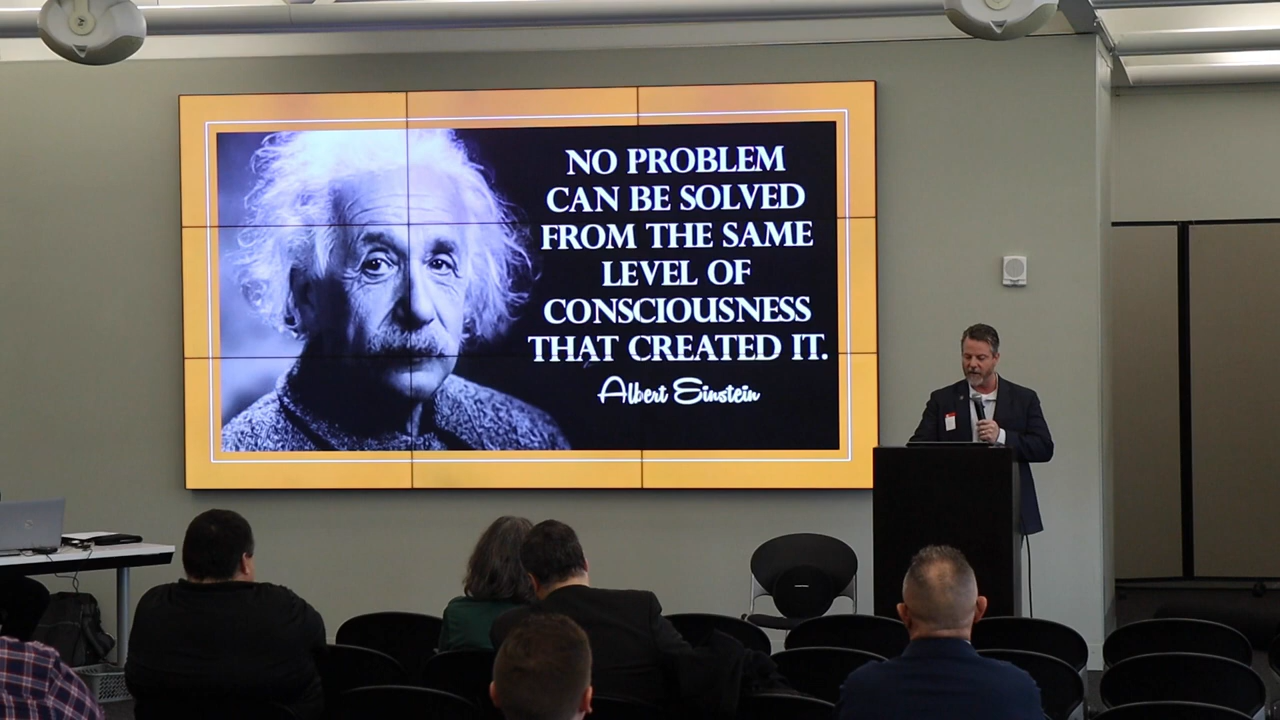 NO PROBLEM
CAN BE SOLVED
FROM THE SAME
LEVEL OF
CONSCIOUSNESS
THAT CREATED IT.
Albert Einstein